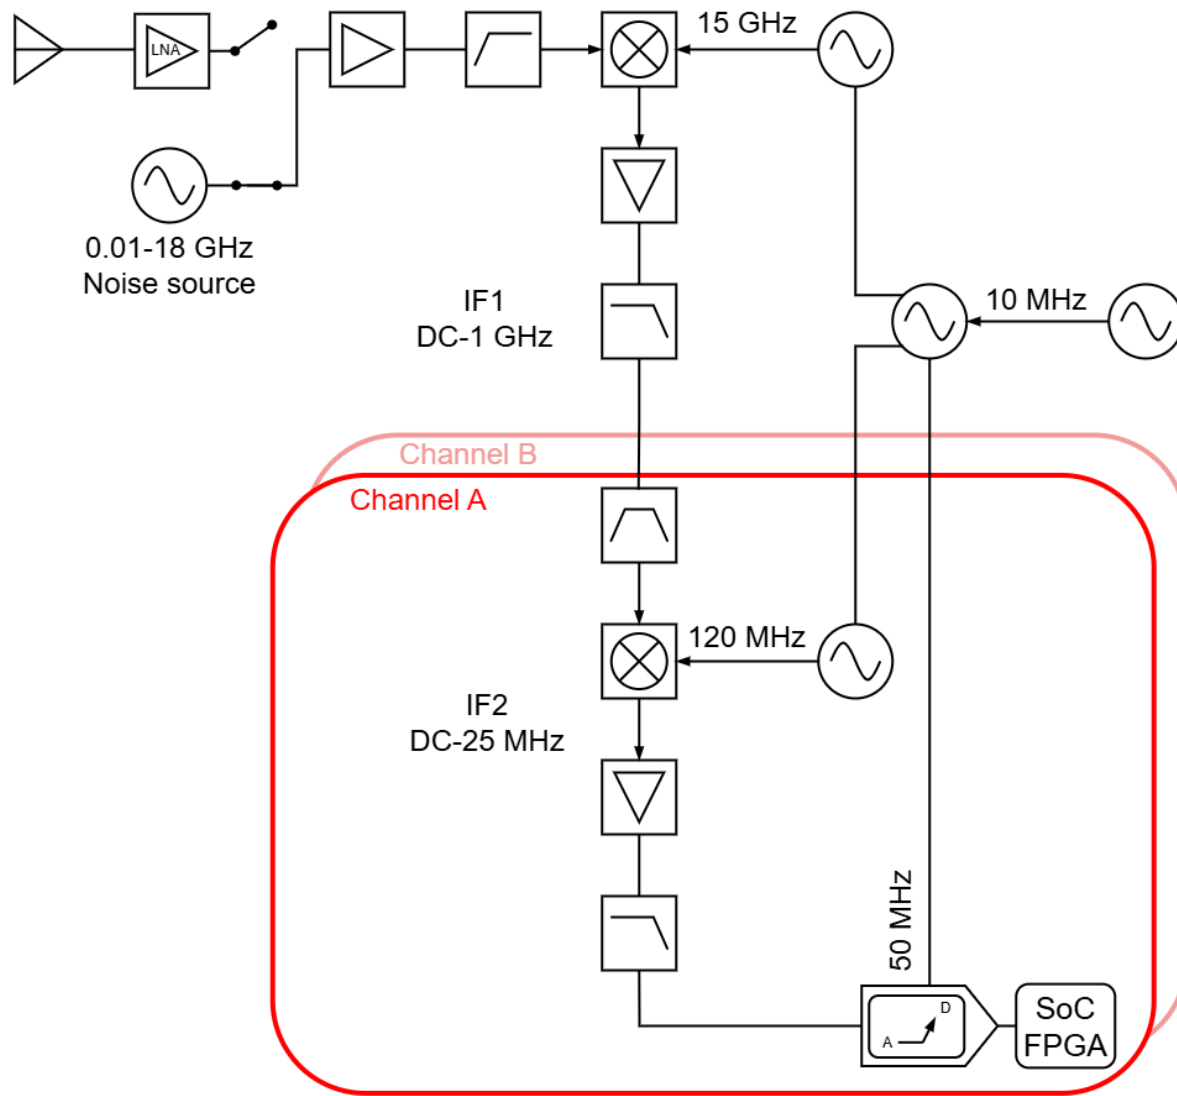 15 GHz
LNA
0.01-18 GHz
Noise source
IF1
DC-1 GHz
10 MHz
Channel B
Channel A
120 MHz
IF2
DC-25 MHz
50 MHz
A
D
SoC
FPGA